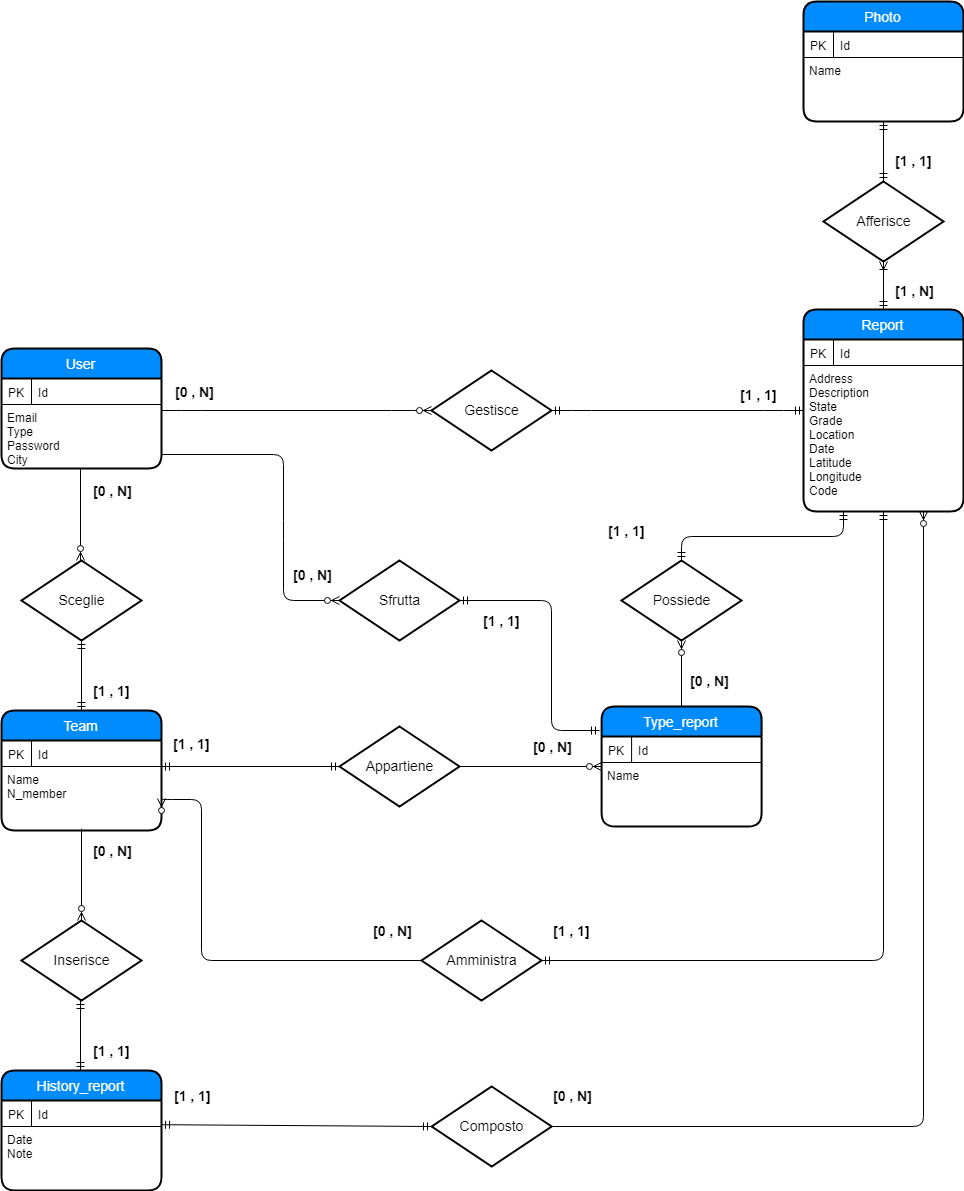 Photo
PK Id
Name
[1 , 1]
Afferisce
[1 , N]
Report
PK Id
Address
Description
State
Grade
Location
Date
Latitude
Longitude
Code
User
PK Id
Email
Type
Password
City
[0 , N]
Gestisce
[1 , 1]
[0 , N]
Sceglie
[1 , 1]
[0 , N]
Sfrutta
[1 , 1]
[1 , 1]
Possiede
[0 , N]
Team
PK Id
Name
N_member
[1 , 1]
Appartiene
[0 , N]
Type_report
PK Id
Name
[0 , N]
Inserisce
[1 , 1]
[0 , N]
Amministra
[1 , 1]
History_report
PK Id
Date
Note
[1 , 1]
Composto
[0 , N]